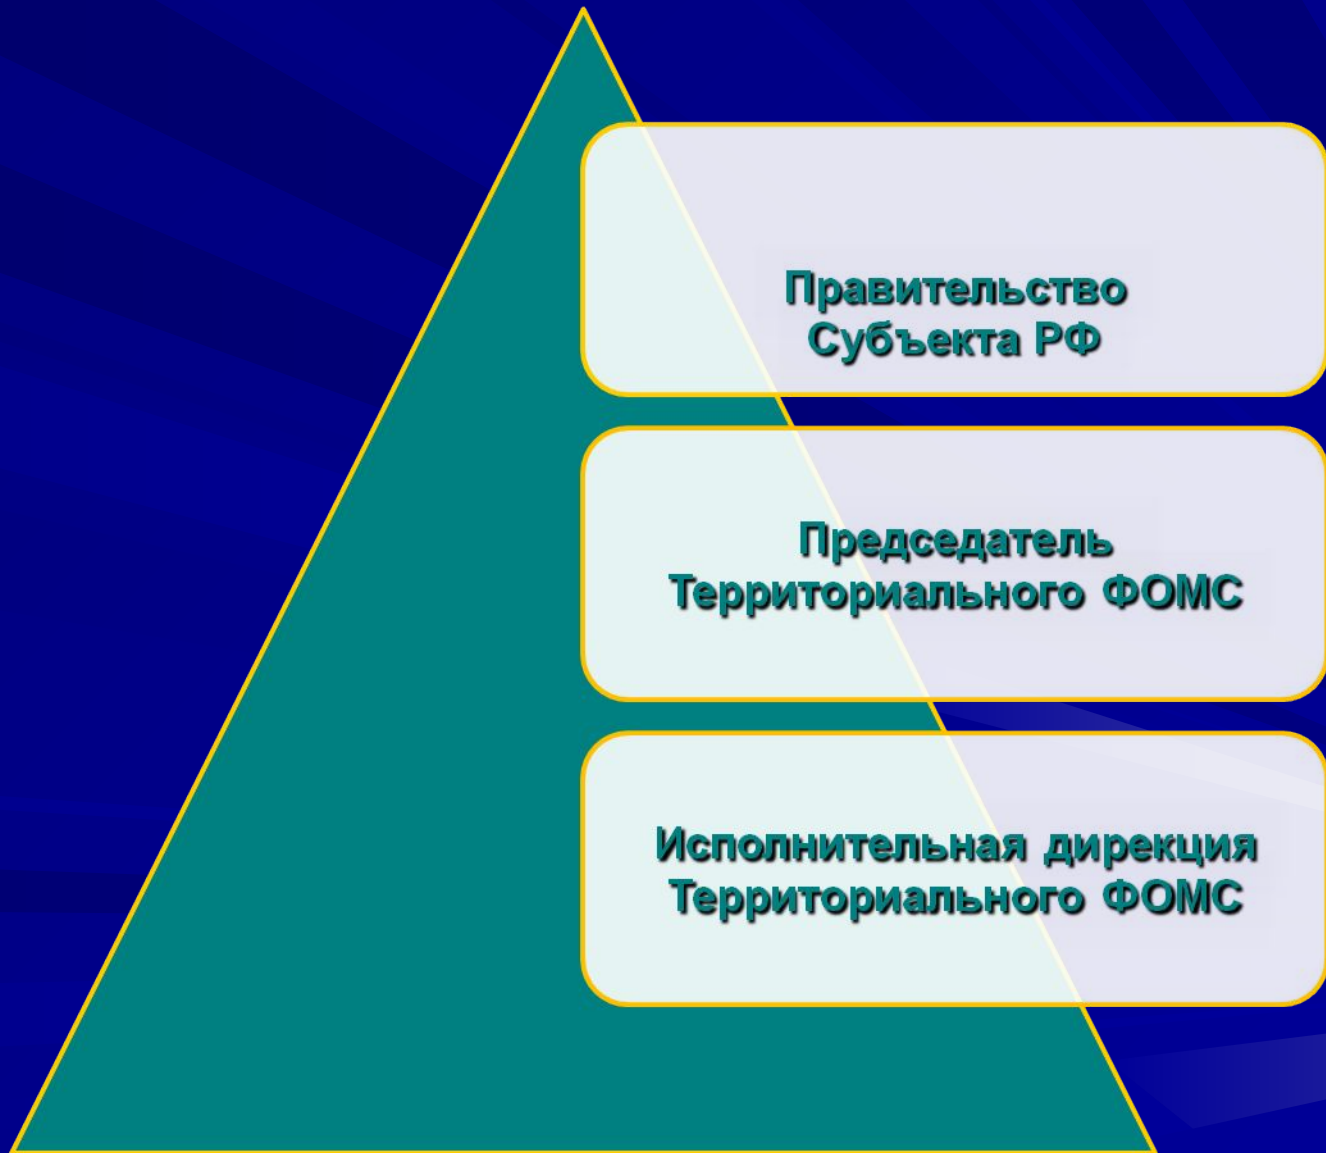 Правительство
Субъекта РФ
Председатель
Территориального ФОМС
Исполнительная дирекция
Территориального ФОМС